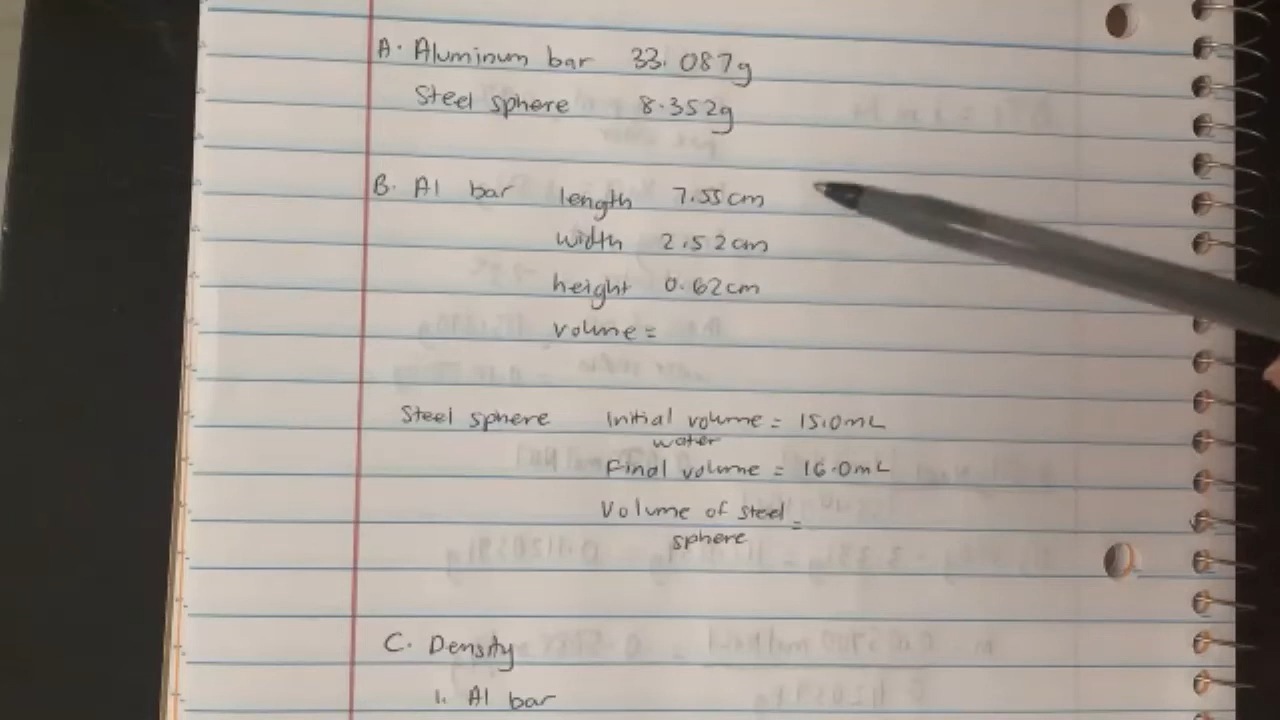 A. Aluminum bar 33.087g
Steel sphere 8.352g
B. Al bar length 7.55cm
width 2.52cm
height 0.62cm
volume =
Steel sphere Initial volume = 15.0mL
water
Final volume = 16.0mL
Volume of steel =
sphere
C. Density
1. Al bar